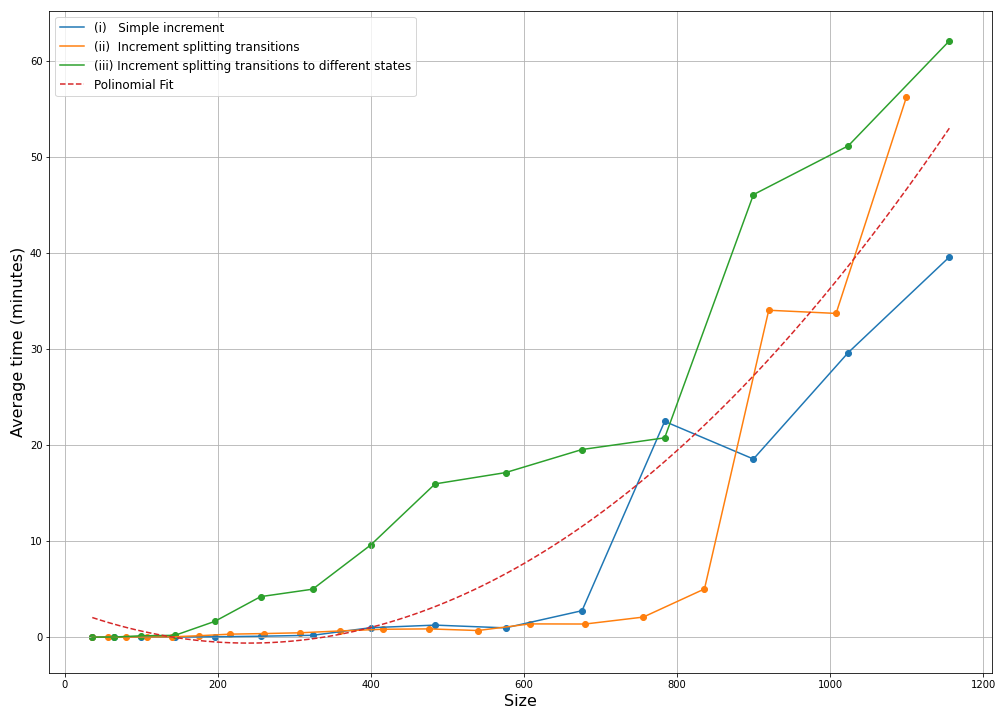 (i) Simple increment
(ii) Increment splitting transitions
(iii) Increment splitting transitions to different states
Polinomial Fit
Average time (minutes)
60
50
40
30
20
10
0
0 200 400 600 800 1000 1200
Size